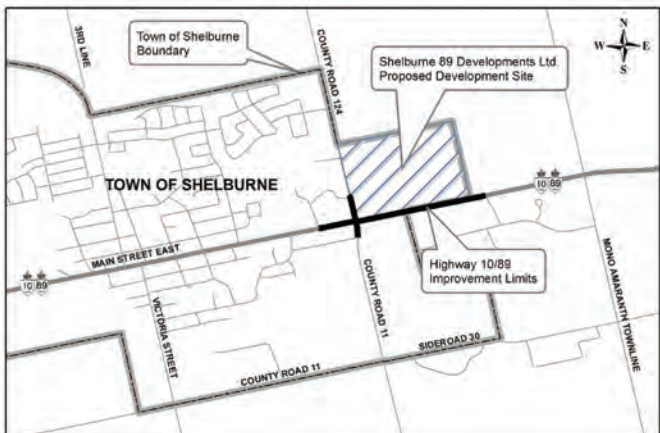 3RD LINE
Town of Shelburne
Boundary
COUNTY ROAD 124
Shelburne 89 Developments Ltd.
Proposed Development Site
N
W E
S
TOWN OF SHELBURNE
10 89
MAIN STREET EAST
Highway 10/89
Improvement Limits
10 89
VICTORIA STREET
COUNTY ROAD 11
MONO AMARANTH TOWNLINE
SIDEROAD 30
COUNTY ROAD 11